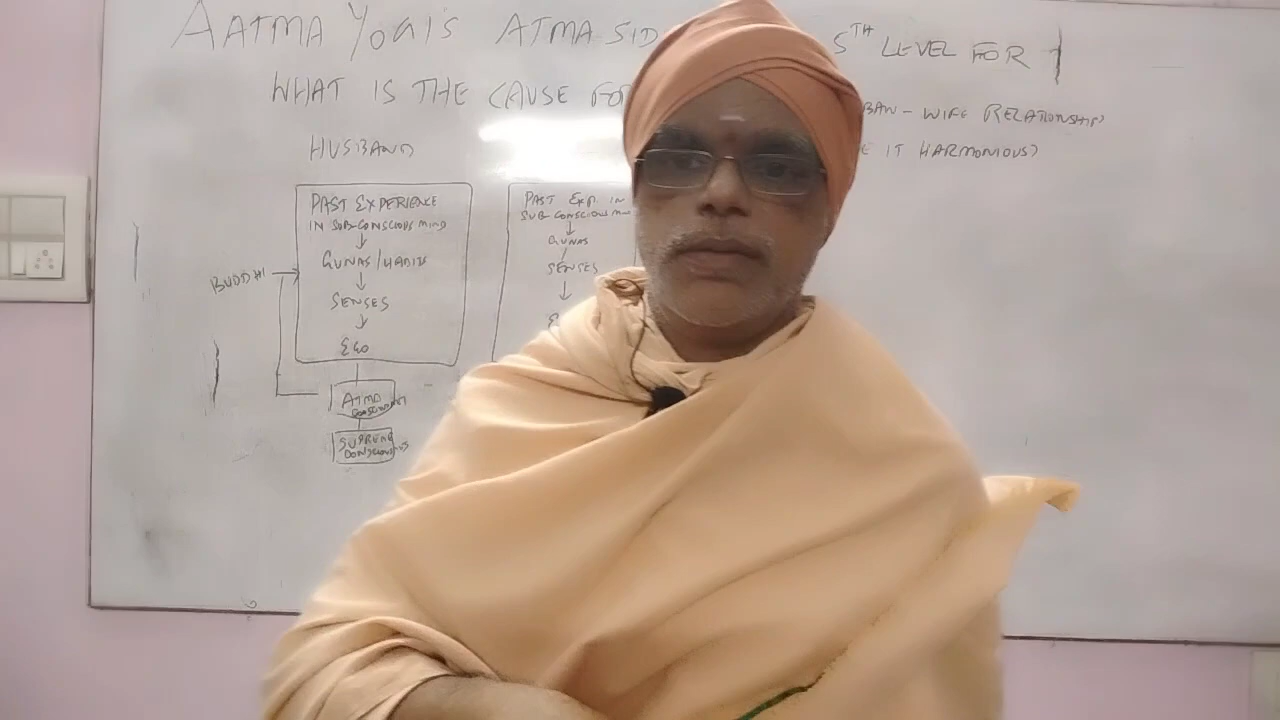 AATMA YOGI'S ATMA SID 5TH LEVEL FOR
WHAT IS THE CAUSE FOR BAN - WIFE RELATIONSHIP
IT HARMONIOUS?
HUSBAND
PAST EXPERIENCE
IN SUB-CONSCIOUS MIND
GUNAS/HABITS
SENSES
EGO
BUDDHI
ATMA
SUPREME
PAST EXP. IN
SUB-CONSCIOUS
GUNAS
SENSES